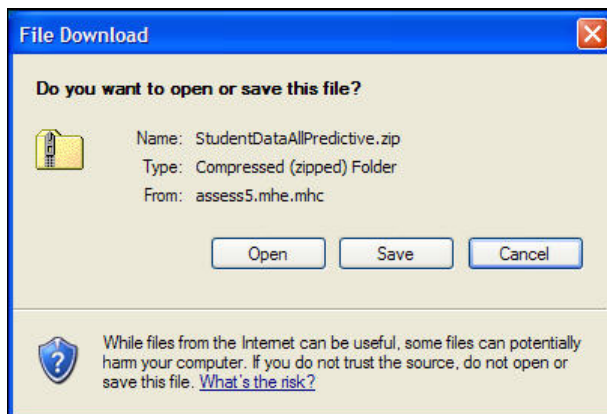 File Download
Do you want to open or save this file?
Name: StudentDataAllPredictive.zip
Type: Compressed (zipped) Folder
From: assess5.mhe.mhc
Open Save Cancel
While files from the Internet can be useful, some files can potentially
harm your computer. If you do not trust the source, do not open or
save this file. What's the risk?